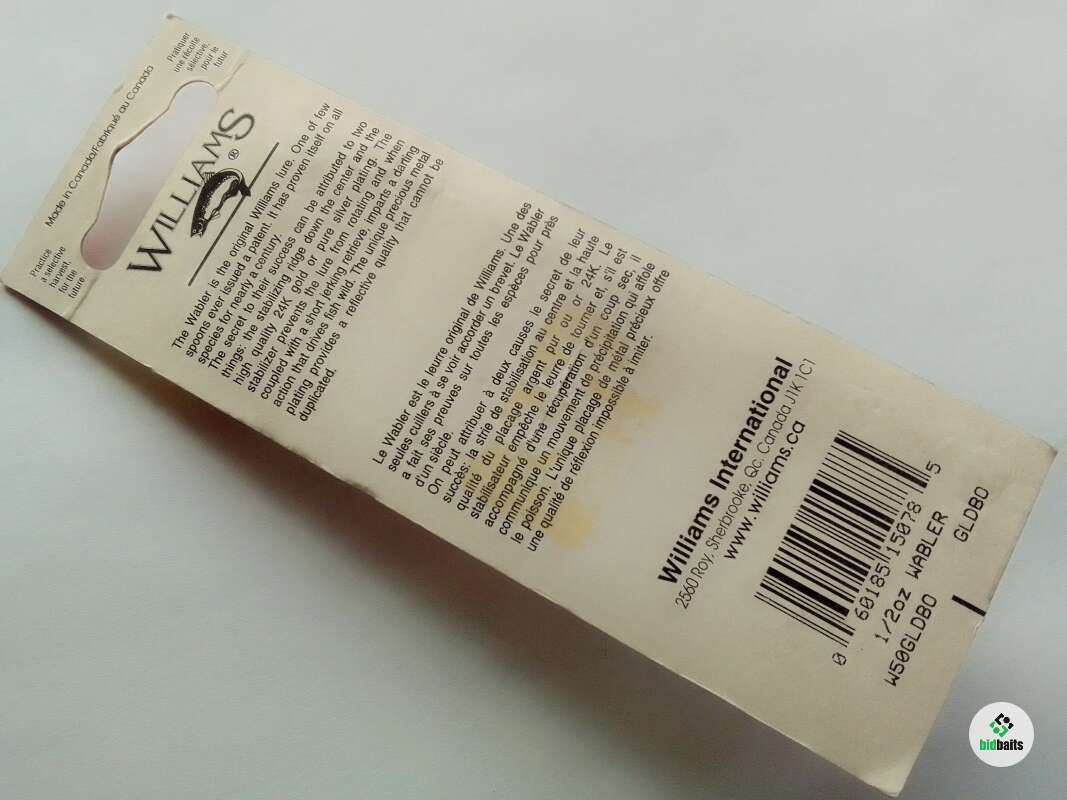 Made in Canada/Fabriqué au Canada
Pratiquer
une récolte
sélective,
pour le
futur.
Practice
a selective
harvest,
for the
future.
WILLIAMS
®
The Wabler is the original Williams lure. One of few
spoons ever issued a patent. It has proven itself on all
species for nearly a century.
The secret to their success can be attributed to two
things: the stabilizing ridge down the center and the
high quality 24K gold or pure silver plating. The
stabilizer prevents the lure from rotating and when
coupled with a short jerking retrieve, imparts a darting
action that drives fish wild. The unique precious metal
plating provides a reflective quality that cannot be
duplicated.
Le Wabler est le leurre original de Williams. Une des
seules cuillers à se voir accorder un brevet. Le Wabler
a fait ses preuves sur toutes les espèces pour près
d'un siècle.
On peut attribuer à deux causes le secret de leur
succès: la strie de stabilisation au centre et la haute
qualité du placage argent pur ou or 24K. Le
stabilisateur empêche le leurre de tourner et, s'il est
accompagné d'une récupération d'un coup sec, il
communique un mouvement de précipitation qui affole
le poisson. L'unique placage de métal précieux offre
une qualité de réflexion impossible à imiter.
Williams International
2560 Roy, Sherbrooke, Qc. Canada J1K 1C1
www.williams.ca
0 60185 15078 5
1/2oz WABLER
W50GLDBO GLDBO
bidbaits